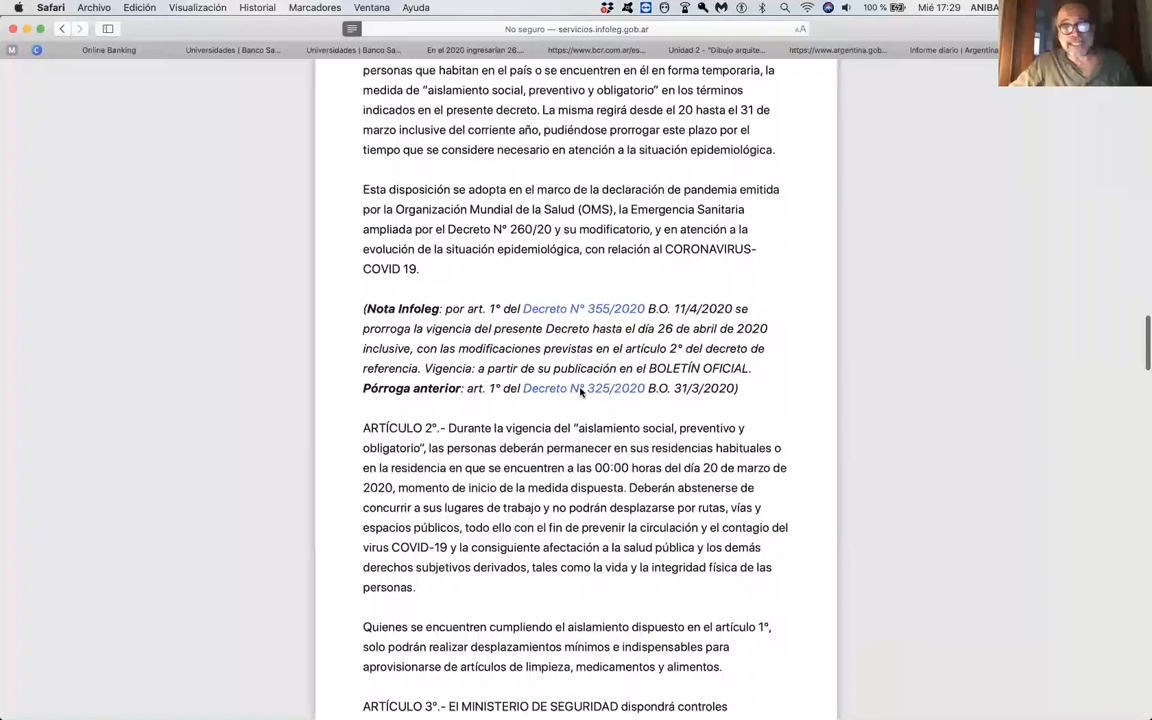 Safari Archivo Edición Visualización Historial Marcadores Ventana Ayuda 100 % Mié 17:29 ANIBA
No seguro — servicios.infoleg.gob.ar
M C Online Banking Universidades | Banco Sa... Universidades | Banco Sa... En el 2020 ingresarían 26.... https://www.bcr.com.ar/es... Unidad 2 - "Dibujo arquite... https://www.argentina.gob... Informe diario | Argentina
personas que habitan en el país o se encuentren en él en forma temporaria, la
medida de “aislamiento social, preventivo y obligatorio” en los términos
indicados en el presente decreto. La misma regirá desde el 20 hasta el 31 de
marzo inclusive del corriente año, pudiéndose prorrogar este plazo por el
tiempo que se considere necesario en atención a la situación epidemiológica.
Esta disposición se adopta en el marco de la declaración de pandemia emitida
por la Organización Mundial de la Salud (OMS), la Emergencia Sanitaria
ampliada por el Decreto N° 260/20 y su modificatorio, y en atención a la
evolución de la situación epidemiológica, con relación al CORONAVIRUS-
COVID 19.
(Nota Infoleg: por art. 1° del Decreto N° 355/2020 B.O. 11/4/2020 se
prorroga la vigencia del presente Decreto hasta el día 26 de abril de 2020
inclusive, con las modificaciones previstas en el artículo 2° del decreto de
referencia. Vigencia: a partir de su publicación en el BOLETÍN OFICIAL.
Pórroga anterior: art. 1° del Decreto N° 325/2020 B.O. 31/3/2020)
ARTÍCULO 2°.- Durante la vigencia del “aislamiento social, preventivo y
obligatorio”, las personas deberán permanecer en sus residencias habituales o
en la residencia en que se encuentren a las 00:00 horas del día 20 de marzo de
2020, momento de inicio de la medida dispuesta. Deberán abstenerse de
concurrir a sus lugares de trabajo y no podrán desplazarse por rutas, vías y
espacios públicos, todo ello con el fin de prevenir la circulación y el contagio del
virus COVID-19 y la consiguiente afectación a la salud pública y los demás
derechos subjetivos derivados, tales como la vida y la integridad física de las
personas.
Quienes se encuentren cumpliendo el aislamiento dispuesto en el artículo 1°,
solo podrán realizar desplazamientos mínimos e indispensables para
aprovisionarse de artículos de limpieza, medicamentos y alimentos.
ARTÍCULO 3°.- El MINISTERIO DE SEGURIDAD dispondrá controles